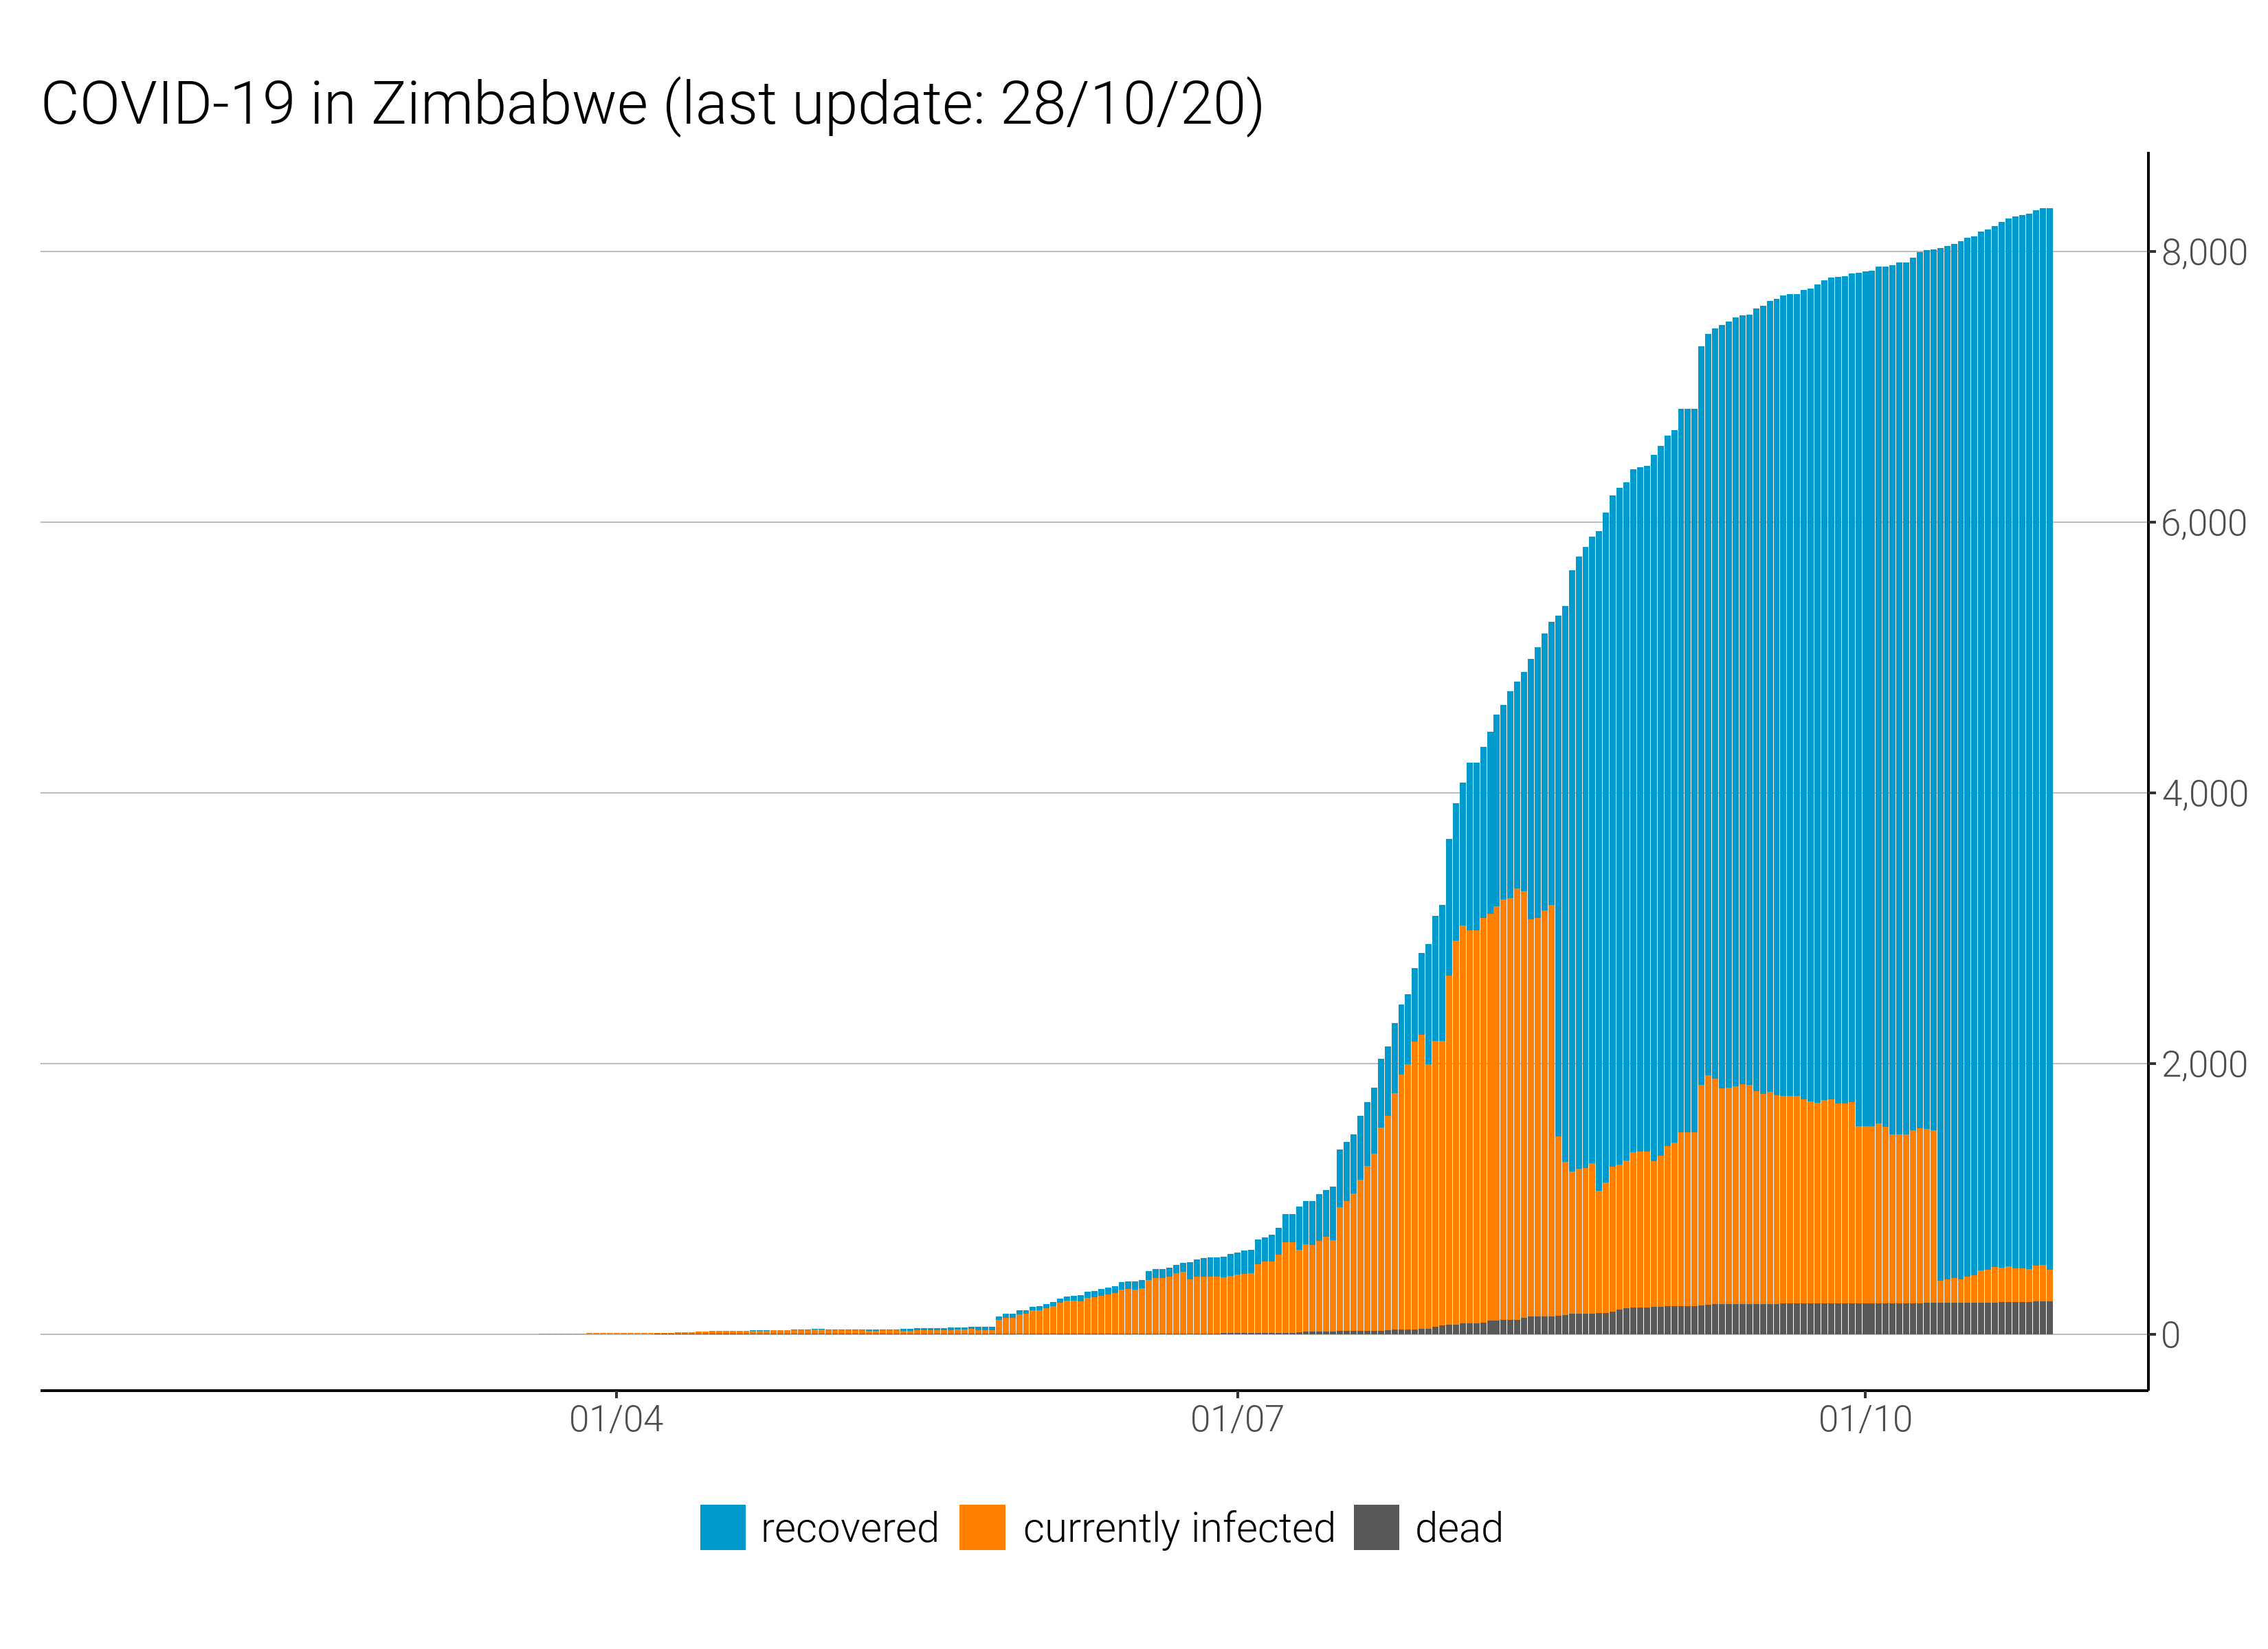 COVID-19 in Zimbabwe (last update: 28/10/20)
8,000
6,000
4,000
2,000
0
01/04 01/07 01/10
recovered currently infected dead